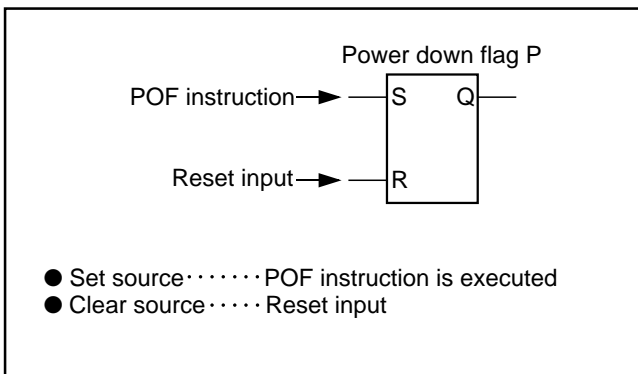 Power down flag P
POF instruction
S Q
Reset input
R
● Set source · · · · · · · POF instruction is executed
● Clear source · · · · · Reset input